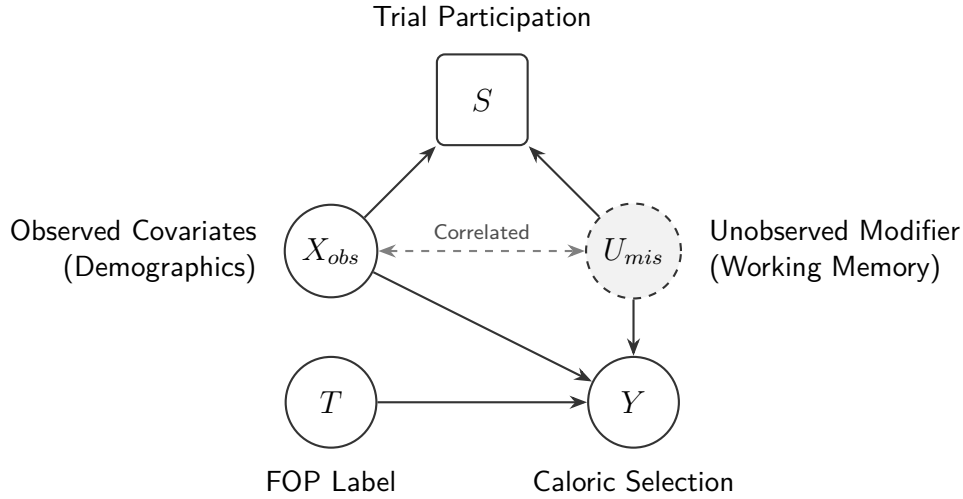 Trial Participation
S
Observed Covariates
(Demographics)
X_obs
Correlated
U_mis
Unobserved Modifier
(Working Memory)
T
Y
FOP Label
Caloric Selection